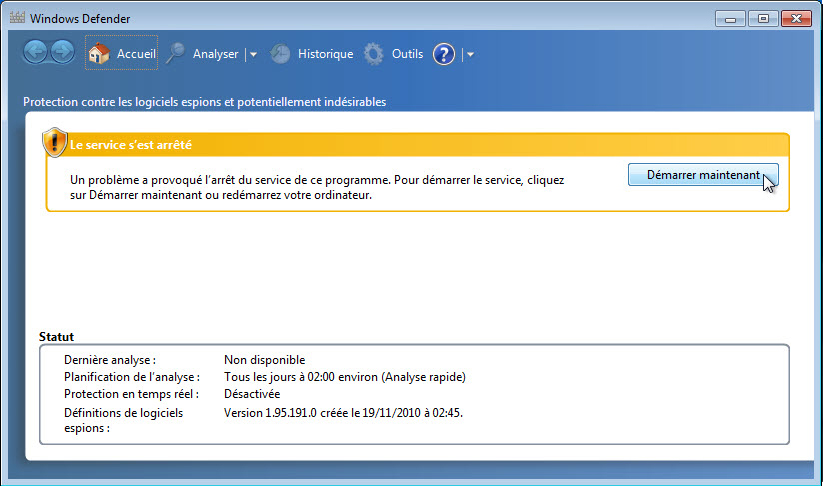 Windows Defender
Accueil Analyser Historique Outils ?
Protection contre les logiciels espions et potentiellement indésirables
! Le service s'est arrêté
Un problème a provoqué l'arrêt du service de ce programme. Pour démarrer le service, cliquez
sur Démarrer maintenant ou redémarrez votre ordinateur.
Démarrer maintenant
Statut
Dernière analyse : Non disponible
Planification de l'analyse : Tous les jours à 02:00 environ (Analyse rapide)
Protection en temps réel : Désactivée
Définitions de logiciels Version 1.95.191.0 créée le 19/11/2010 à 02:45.
espions :